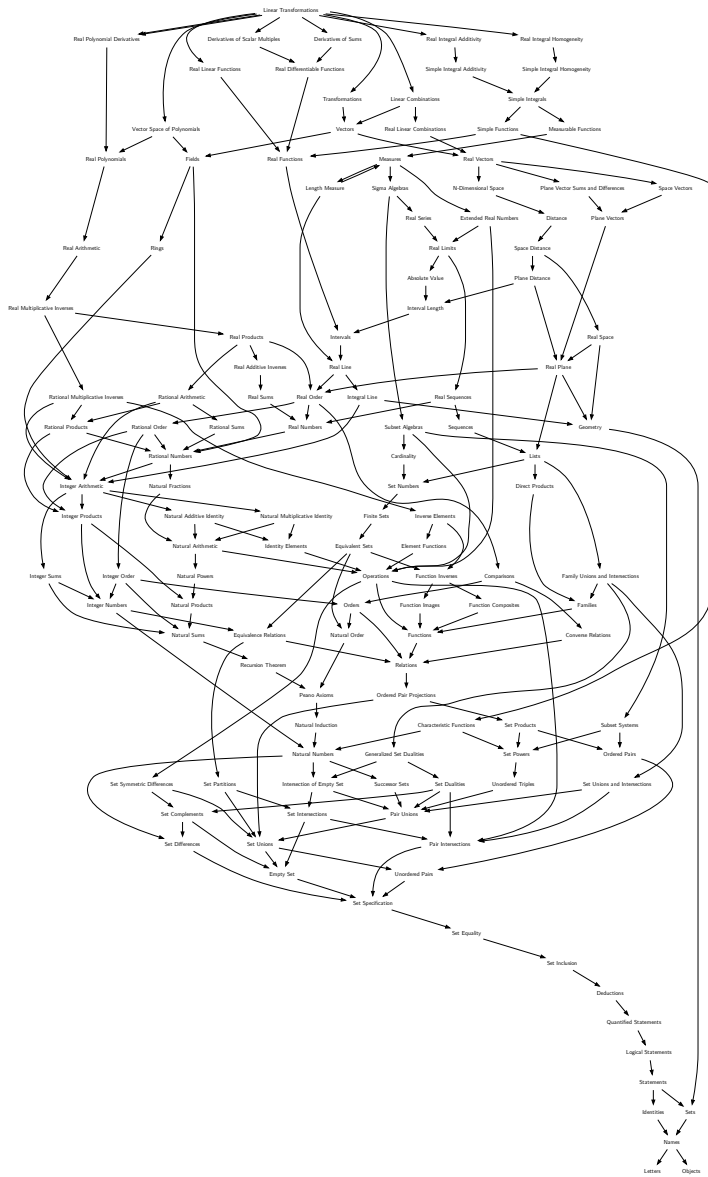 Linear Transformations
Real Polynomial Derivatives
Derivatives of Scalar Multiples
Derivatives of Sums
Real Integral Additivity
Real Integral Homogeneity
Real Linear Functions
Real Differentiable Functions
Simple Integral Additivity
Simple Integral Homogeneity
Transformations
Linear Combinations
Simple Integrals
Vector Space of Polynomials
Vectors
Real Linear Combinations
Simple Functions
Measurable Functions
Real Polynomials
Fields
Real Functions
Measures
Real Vectors
Length Measure
Sigma Algebras
N-Dimensional Space
Plane Vector Sums and Differences
Space Vectors
Real Series
Extended Real Numbers
Distance
Plane Vectors
Real Arithmetic
Rings
Real Limits
Space Distance
Absolute Value
Plane Distance
Real Multiplicative Inverses
Interval Length
Real Products
Intervals
Real Space
Real Additive Inverses
Real Line
Real Plane
Rational Multiplicative Inverses
Rational Arithmetic
Real Sums
Real Order
Integral Line
Real Sequences
Rational Products
Rational Order
Rational Sums
Real Numbers
Subset Algebras
Sequences
Geometry
Rational Numbers
Cardinality
Lists
Integer Arithmetic
Natural Fractions
Set Numbers
Direct Products
Integer Products
Natural Additive Identity
Natural Multiplicative Identity
Finite Sets
Inverse Elements
Natural Arithmetic
Identity Elements
Equivalent Sets
Element Functions
Integer Sums
Integer Order
Natural Powers
Operations
Function Inverses
Comparisons
Family Unions and Intersections
Integer Numbers
Natural Products
Orders
Function Images
Function Composites
Families
Natural Sums
Equivalence Relations
Natural Order
Functions
Converse Relations
Recursion Theorem
Relations
Peano Axioms
Ordered Pair Projections
Natural Induction
Characteristic Functions
Set Products
Subset Systems
Natural Numbers
Generalized Set Dualities
Set Powers
Ordered Pairs
Set Symmetric Differences
Set Partitions
Intersection of Empty Set
Successor Sets
Set Dualities
Unordered Triples
Set Unions and Intersections
Set Complements
Set Intersections
Pair Unions
Set Differences
Set Unions
Pair Intersections
Empty Set
Unordered Pairs
Set Specification
Set Equality
Set Inclusion
Deductions
Quantified Statements
Logical Statements
Statements
Identities
Sets
Names
Letters
Objects